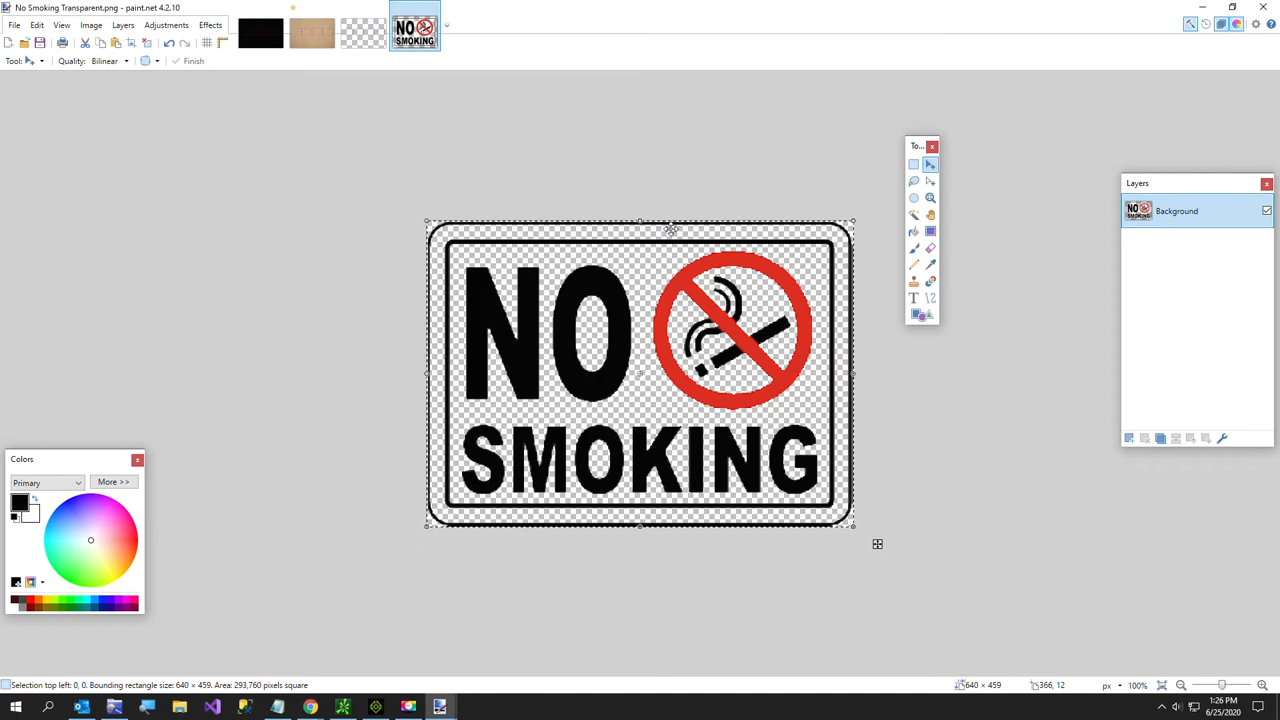 No Smoking Transparent.png - paint.net 4.2.10
File Edit View Image Layers Adjustments Effects
Tool: Quality: Bilinear Finish
To...
Layers
Background
NO
SMOKING
Colors
Primary More >>
Selection top left: 0, 0. Bounding rectangle size: 640 × 459. Area: 293,760 pixels square
640 × 459 366, 12 px 100%
1:26 PM
6/25/2020